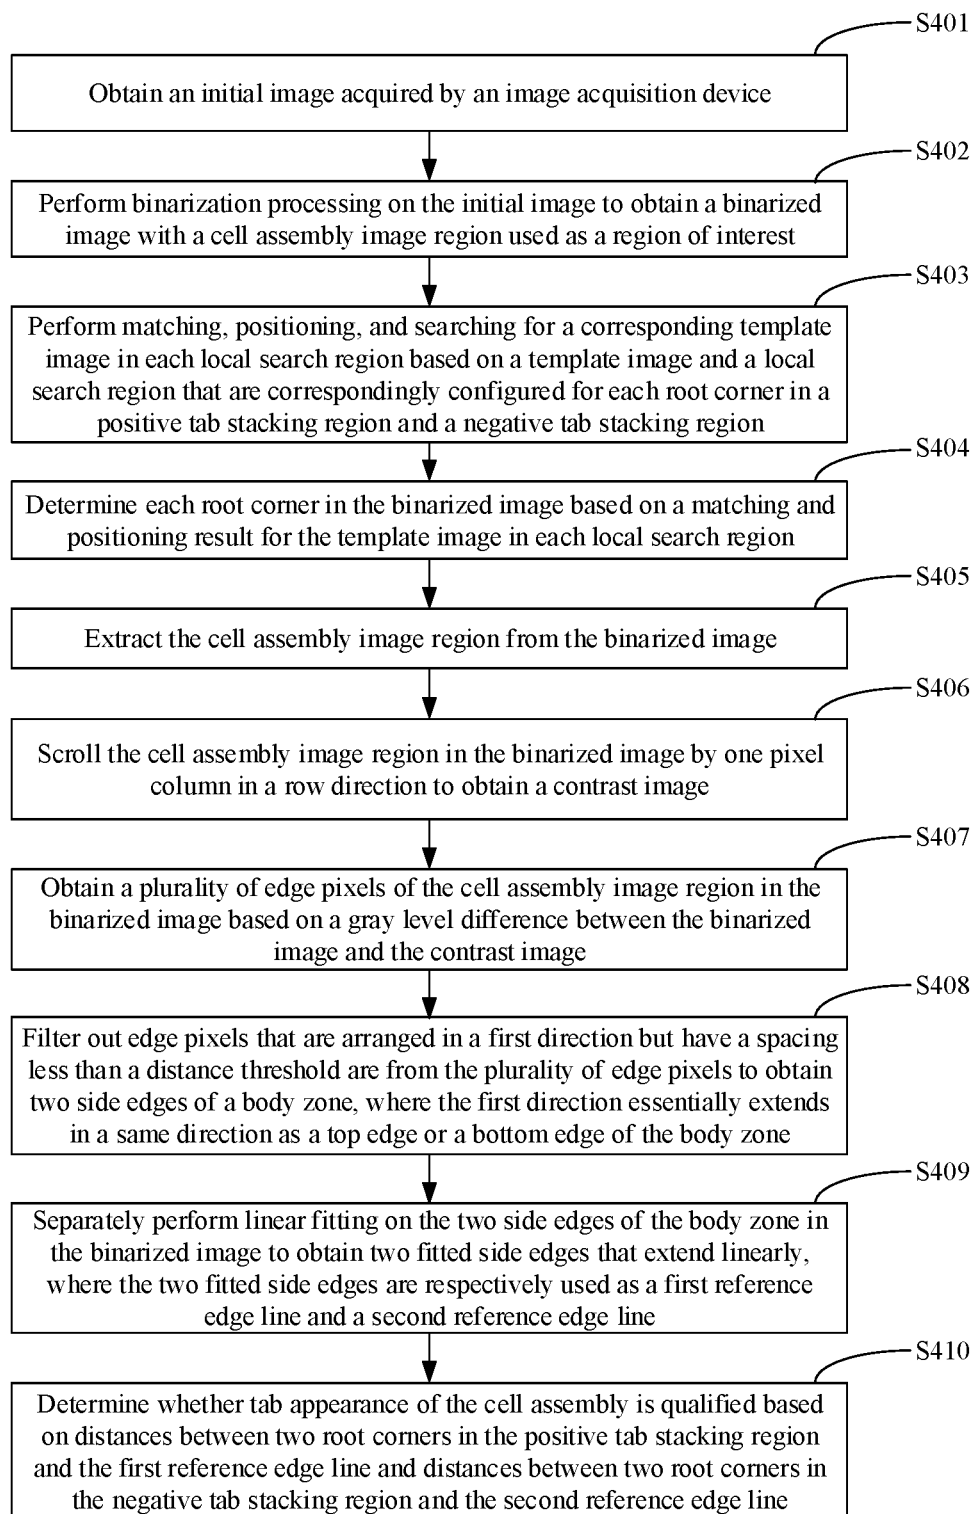 S401
Obtain an initial image acquired by an image acquisition device
S402
Perform binarization processing on the initial image to obtain a binarized
image with a cell assembly image region used as a region of interest
S403
Perform matching, positioning, and searching for a corresponding template
image in each local search region based on a template image and a local
search region that are correspondingly configured for each root corner in a
positive tab stacking region and a negative tab stacking region
S404
Determine each root corner in the binarized image based on a matching and
positioning result for the template image in each local search region
S405
Extract the cell assembly image region from the binarized image
S406
Scroll the cell assembly image region in the binarized image by one pixel
column in a row direction to obtain a contrast image
S407
Obtain a plurality of edge pixels of the cell assembly image region in the
binarized image based on a gray level difference between the binarized
image and the contrast image
S408
Filter out edge pixels that are arranged in a first direction but have a spacing
less than a distance threshold are from the plurality of edge pixels to obtain
two side edges of a body zone, where the first direction essentially extends
in a same direction as a top edge or a bottom edge of the body zone
S409
Separately perform linear fitting on the two side edges of the body zone in
the binarized image to obtain two fitted side edges that extend linearly,
where the two fitted side edges are respectively used as a first reference
edge line and a second reference edge line
S410
Determine whether tab appearance of the cell assembly is qualified based
on distances between two root corners in the positive tab stacking region
and the first reference edge line and distances between two root corners in
the negative tab stacking region and the second reference edge line